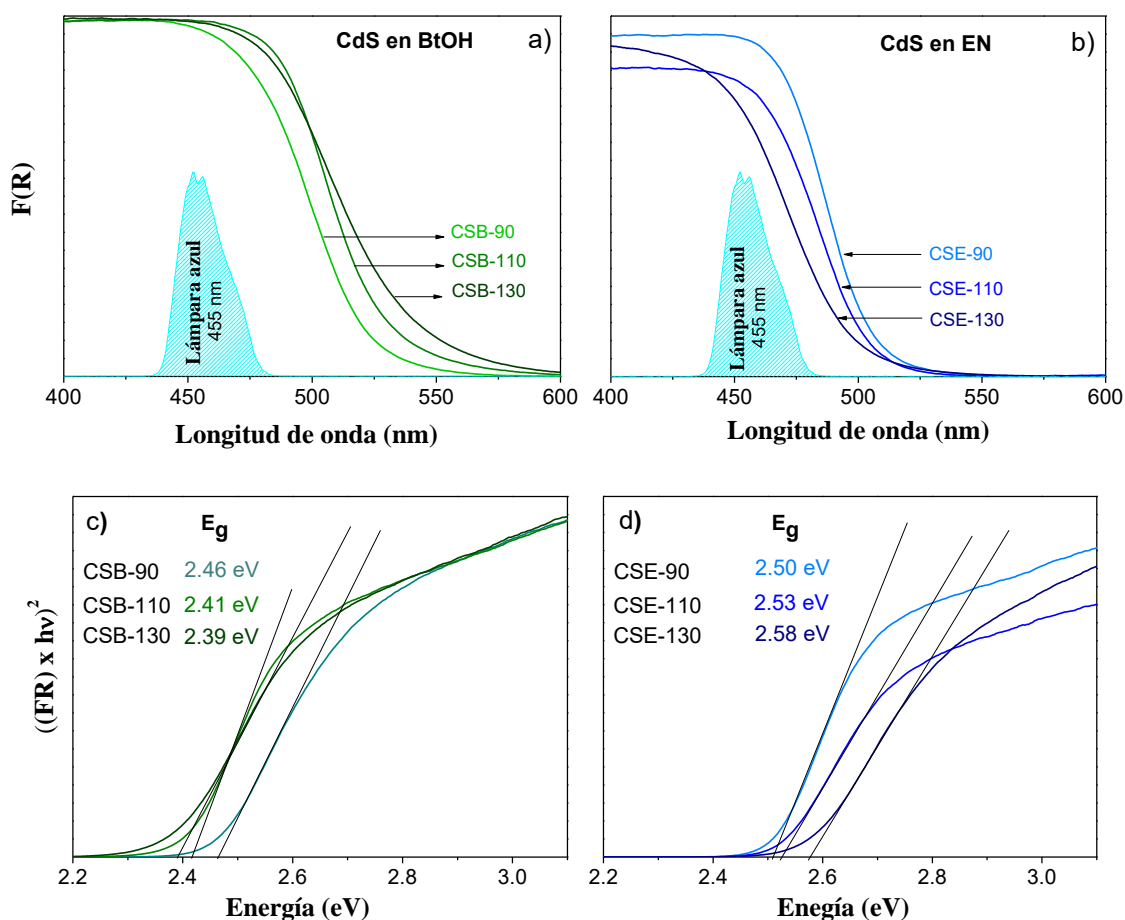 CdS en BtOH
a)
F(R)
CSB-90
CSB-110
CSB-130
Lámpara azul
455 nm
400 450 500 550 600
Longitud de onda (nm)
CdS en EN
b)
CSE-90
CSE-110
CSE-130
Lámpara azul
455 nm
400 450 500 550 600
Longitud de onda (nm)
c) Eg
CSB-90 2.46 eV
CSB-110 2.41 eV
CSB-130 2.39 eV
((FR) x hν)²
2.2 2.4 2.6 2.8 3.0
Energía (eV)
d) Eg
CSE-90 2.50 eV
CSE-110 2.53 eV
CSE-130 2.58 eV
2.2 2.4 2.6 2.8 3.0
Enegía (eV)